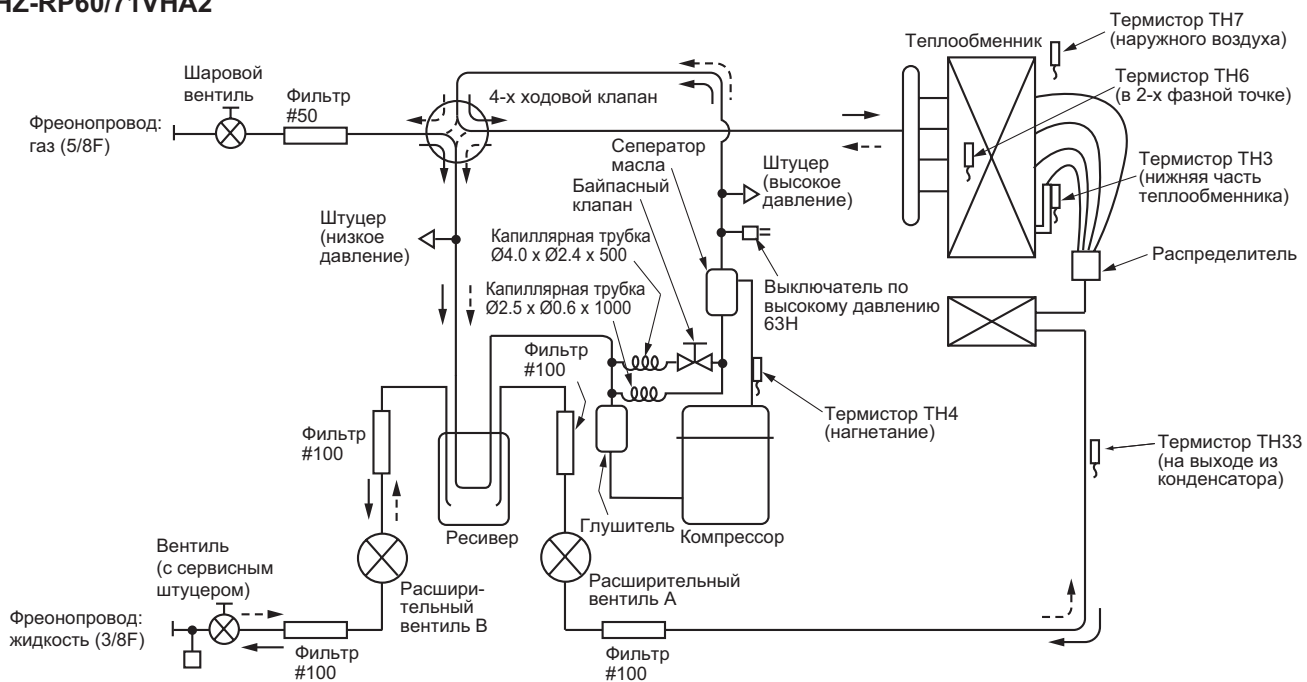 HZ-RP60/71VHA2
Термистор TH7
(наружного воздуха)
Теплообменник
Термистор TH6
(в 2-х фазной точке)
Шаровой
вентиль
Фильтр
#50
4-х ходовой клапан
Фреонопровод:
газ (5/8F)
Сеператор
масла
Байпасный
клапан
Штуцер
(высокое
давление)
Термистор TH3
(нижняя часть
теплообменника)
Штуцер
(низкое
давление)
Капиллярная трубка
Ø4.0 x Ø2.4 x 500
Капиллярная трубка
Ø2.5 x Ø0.6 x 1000
Распределитель
Выключатель по
высокому давлению
63H
Фильтр
#100
Фильтр
#100
Термистор TH4
(нагнетание)
Термистор TH33
(на выходе из
конденсатора)
Ресивер
Глушитель
Компрессор
Вентиль
(с сервисным
штуцером)
Расшири-
тельный
вентиль B
Расширительный
вентиль A
Фреонопровод:
жидкость (3/8F)
Фильтр
#100
Фильтр
#100